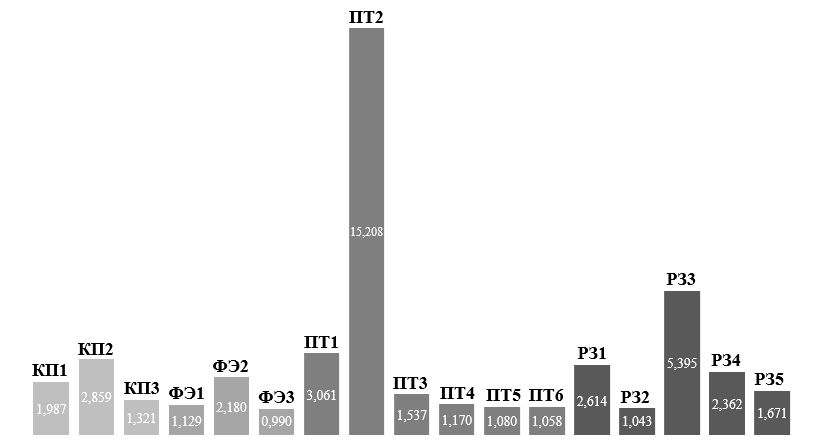 КП1
1,987
КП2
2,859
КП3
1,321
ФЭ1
1,129
ФЭ2
2,180
ФЭ3
0,990
ПТ1
3,061
ПТ2
15,208
ПТ3
1,537
ПТ4
1,170
ПТ5
1,080
ПТ6
1,058
РЗ1
2,614
РЗ2
1,043
РЗ3
5,395
РЗ4
2,362
РЗ5
1,671